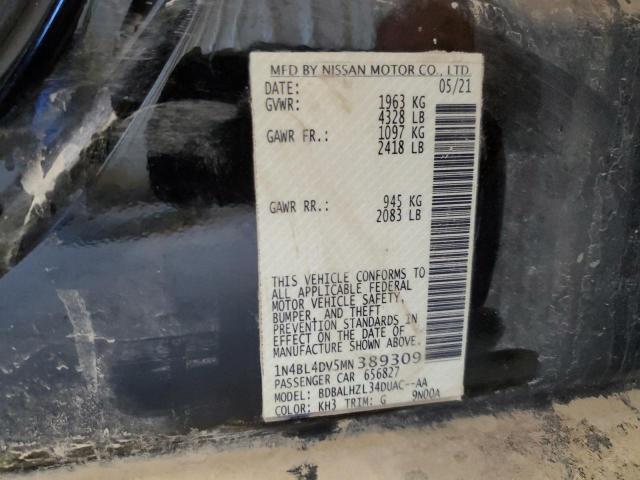 MFD BY NISSAN MOTOR CO., LTD
DATE: 05/21
GVWR: 1963 KG
4328 LB
GAWR FR.: 1097 KG
2418 LB
GAWR RR.: 945 KG
2083 LB
THIS VEHICLE CONFORMS TO
ALL APPLICABLE FEDERAL
MOTOR VEHICLE SAFETY,
BUMPER, AND THEFT
PREVENTION STANDARDS IN
EFFECT ON THE DATE OF
MANUFACTURE SHOWN ABOVE.
1N4BL4DV5MN389309
PASSENGER CAR 656827
MODEL: BDBALHZL34DUAC--AA
COLOR: KH3 TRIM: G 9N00A